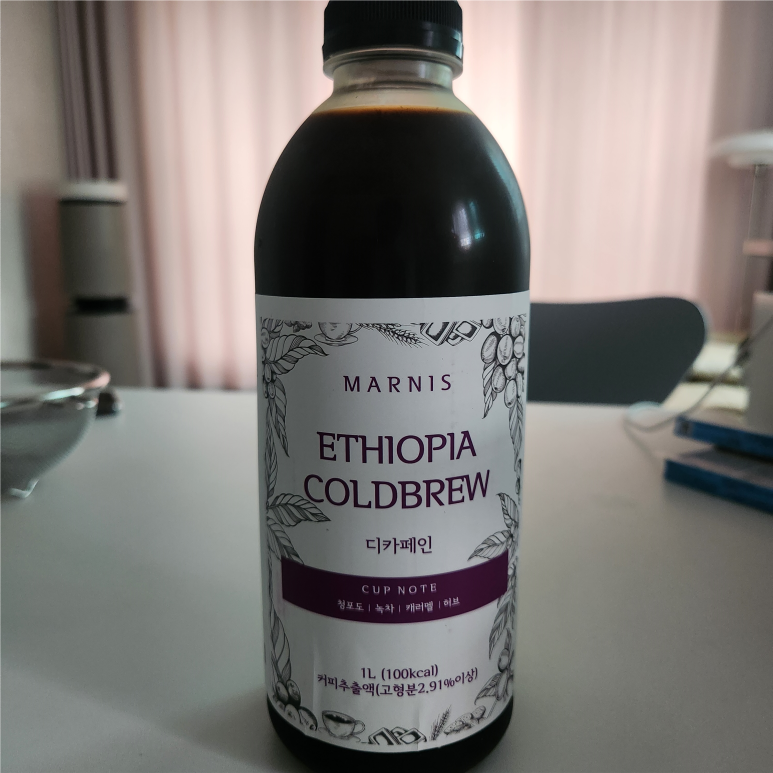 MARNIS
ETHIOPIA
COLDBREW
디카페인
CUP NOTE
청포도 | 녹차 | 캐러멜 | 허브
1L (100kcal)
커피추출액(고형분2.91%이상)